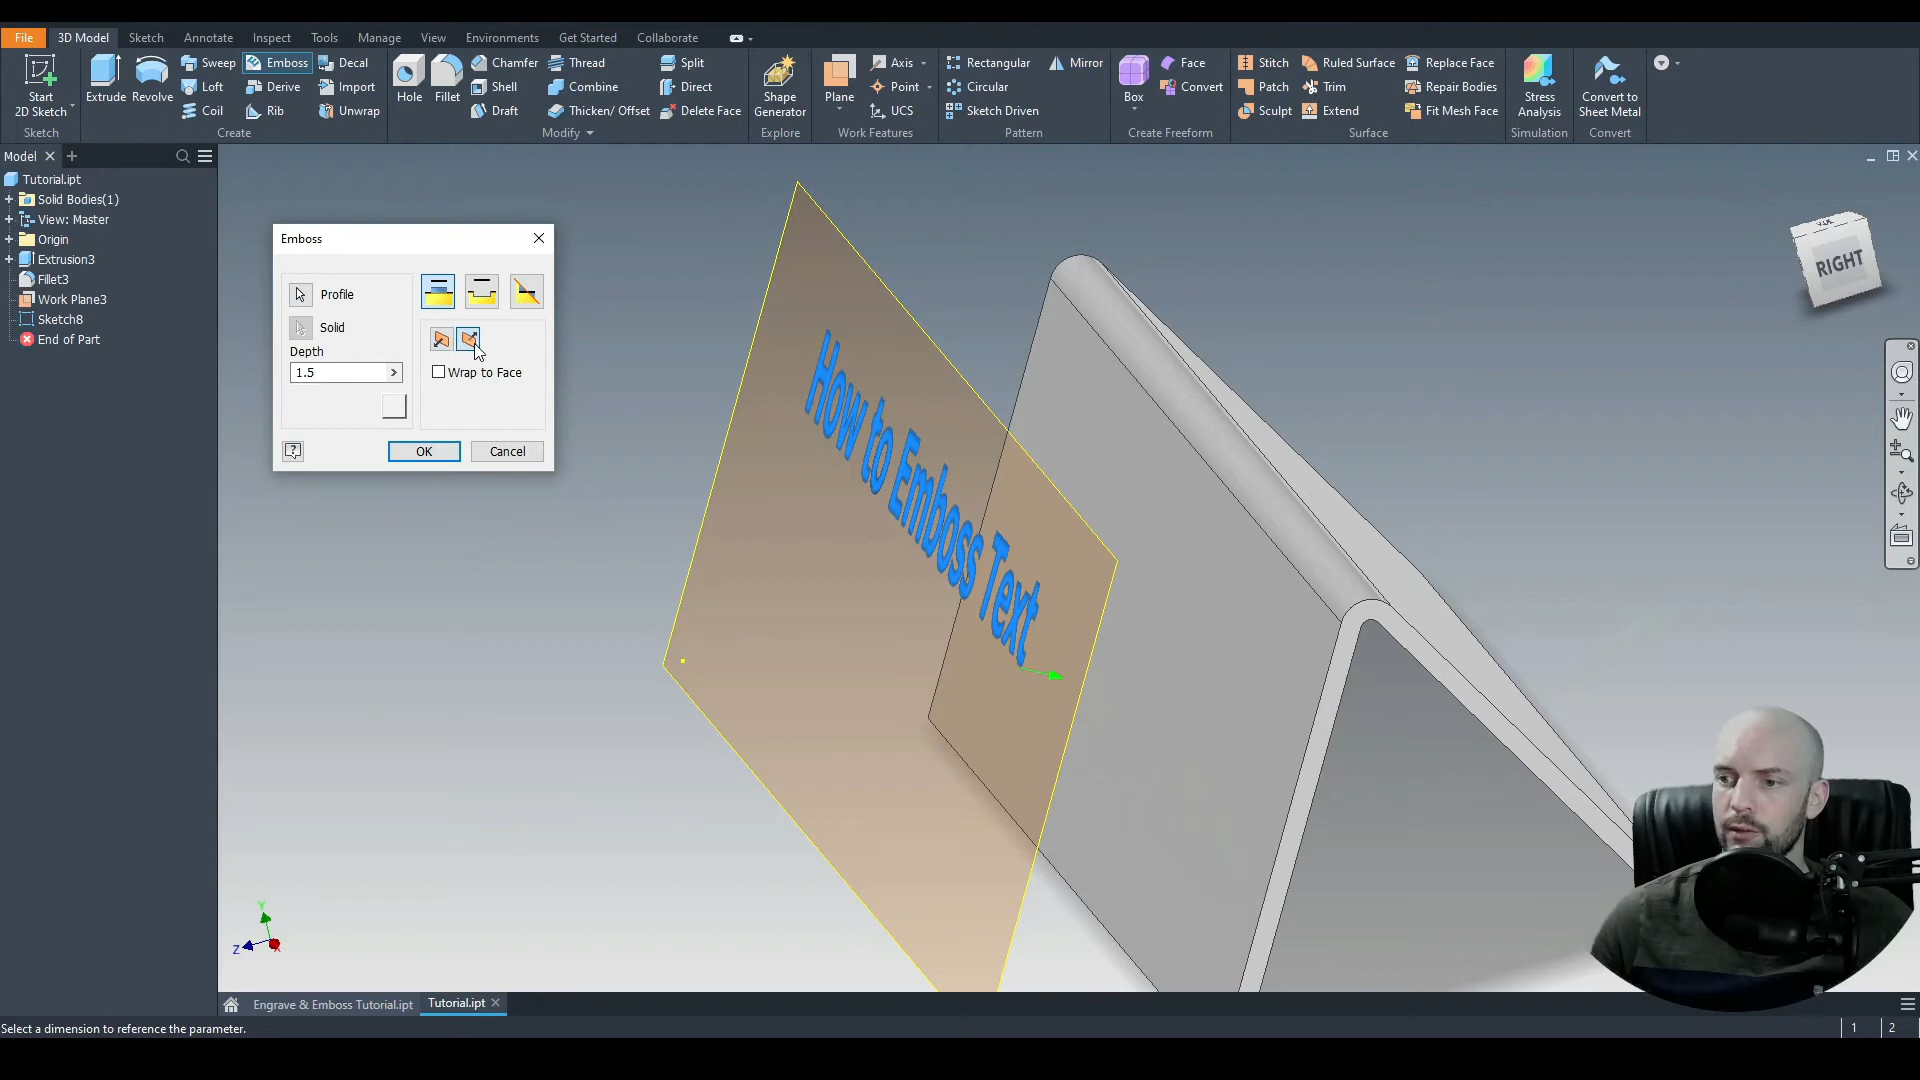 File 3D Model Sketch Annotate Inspect Tools Manage View Environments Get Started Collaborate
Start
2D Sketch
Extrude
Revolve
Sweep
Loft
Coil
Emboss
Derive
Rib
Decal
Import
Unwrap
Hole
Fillet
Chamfer
Shell
Draft
Thread
Combine
Thicken/ Offset
Split
Direct
Delete Face
Shape
Generator
Plane
Axis
Point
UCS
Rectangular
Circular
Sketch Driven
Mirror
Box
Face
Convert
Stitch
Patch
Sculpt
Ruled Surface
Trim
Extend
Replace Face
Repair Bodies
Fit Mesh Face
Stress
Analysis
Convert to
Sheet Metal
Sketch Create Modify Explore Work Features Pattern Create Freeform Surface Simulation Convert
Model
Tutorial.ipt
Solid Bodies(1)
View: Master
Origin
Extrusion3
Fillet3
Work Plane3
Sketch8
End of Part
Emboss
Profile
Solid
Depth
1.5
Wrap to Face
OK Cancel
How to Emboss Text
RIGHT
Y
Z
X
Engrave & Emboss Tutorial.ipt Tutorial.ipt
Select a dimension to reference the parameter. 1 2